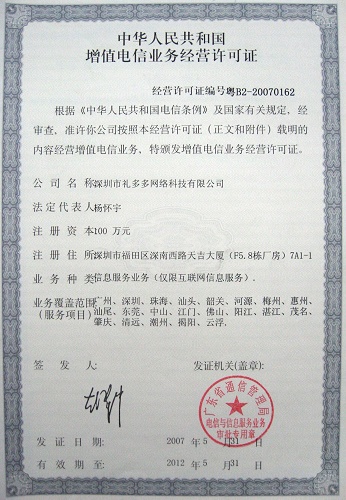 中华人民共和国
增值电信业务经营许可证
经营许可证编号粤B2-20070162
根据《中华人民共和国电信条例》及国家有关规定，经
审查，准许你公司按照本经营许可证（正文和附件）载明的
内容经营增值电信业务，特颁发增值电信业务经营许可证。
公司名称深圳市礼多多网络科技有限公司
法定代表人杨怀宇
注册资本100 万元
注册住所深圳市福田区深南西路天吉大厦（F5.8栋厂房）7A1-1
业务种类信息服务业务（仅限互联网信息服务）.
业务覆盖范围
（服务项目）
广州、深圳、珠海、汕头、韶关、河源、梅州、惠州、
汕尾、东莞、中山、江门、佛山、阳江、湛江、茂名、
肇庆、清远、潮州、揭阳、云浮.
签发人：
发证机关(盖章)：
广东省通信管理局
电信与信息服务业务
审批专用章
发证日期： 2007 年 5 月31 日
有效期至： 2012 年 5 月31 日